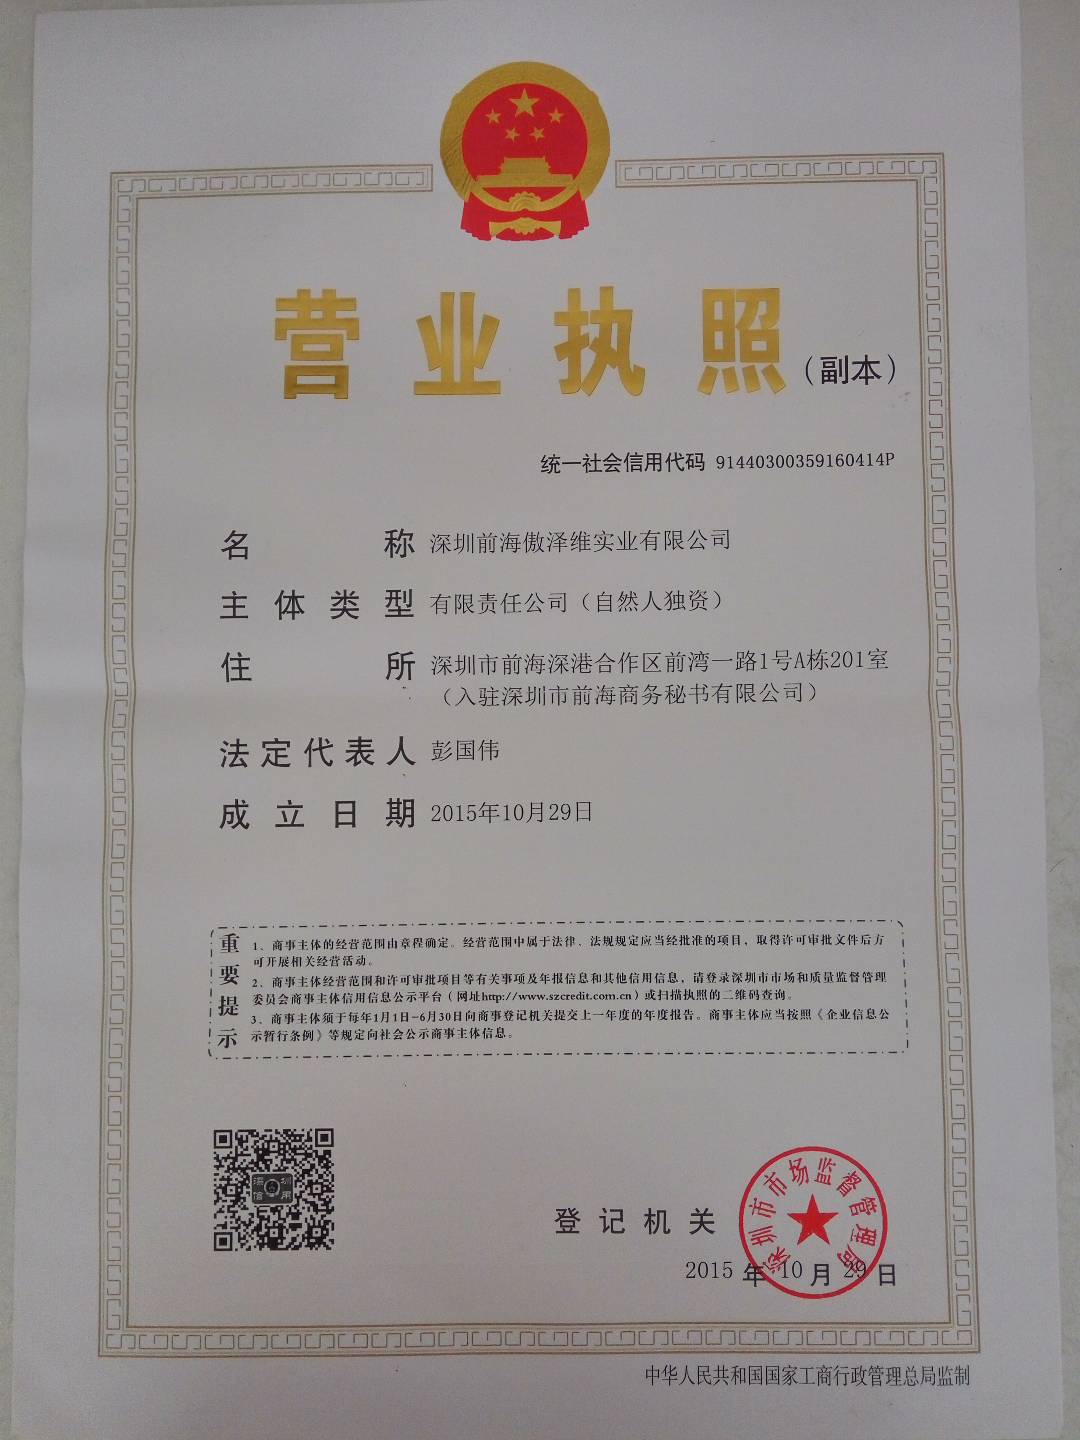 营业执照（副本）
统一社会信用代码 91440300359160414P
名称 深圳前海傲泽维实业有限公司
主体类型 有限责任公司（自然人独资）
住所 深圳市前海深港合作区前湾一路1号A栋201室
（入驻深圳市前海商务秘书有限公司）
法定代表人 彭国伟
成立日期 2015年10月29日
重要提示
1、商事主体的经营范围由章程确定。经营范围中属于法律、法规规定应当经批准的项目，取得许可审批文件后方
可开展相关经营活动。
2、商事主体经营范围和许可审批项目等有关事项及年报信息和其他信用信息，请登录深圳市市场和质量监督管理
委员会商事主体信用信息公示平台（网址http://www.szcredit.com.cn）或扫描执照的二维码查询。
3、商事主体须于每年1月1日-6月30日向商事登记机关提交上一年度的年度报告。商事主体应当按照《企业信息公
示暂行条例》等规定向社会公示商事主体信息。
深圳
信用
登记机关
深圳市市场监督管理局
2015年10月29日
中华人民共和国国家工商行政管理总局监制